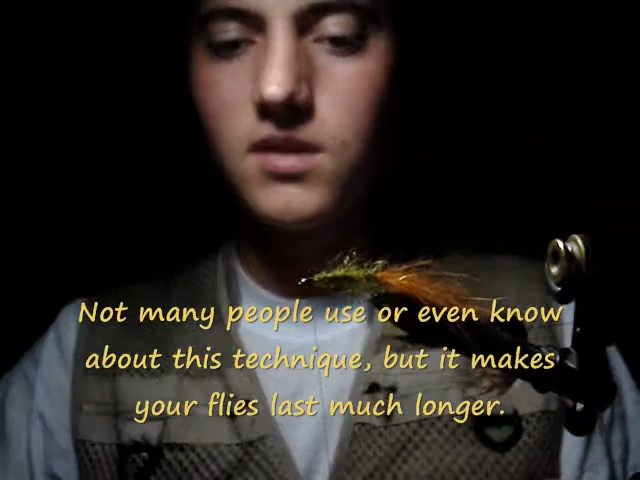 Not many people use or even know
about this technique, but it makes
your flies last much longer.